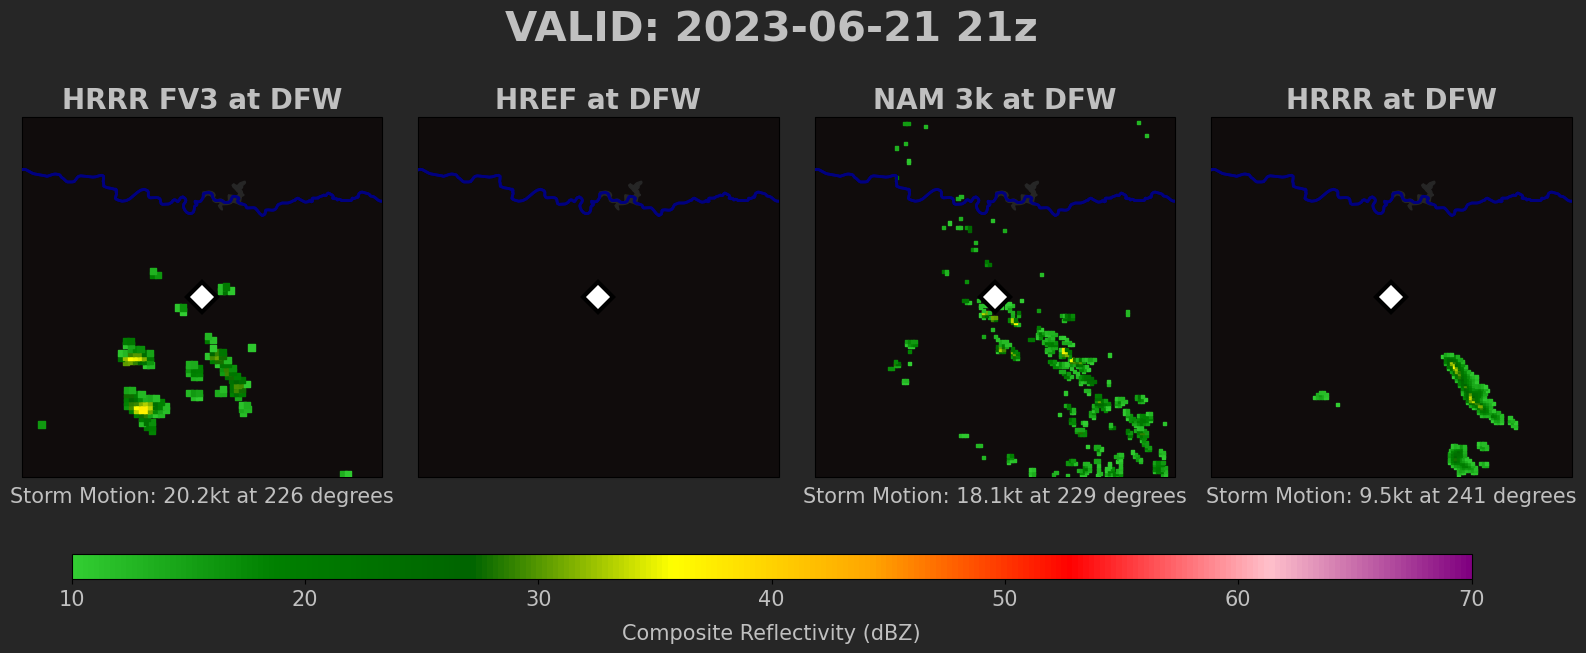 VALID: 2023-06-21 21z
HRRR FV3 at DFW
HREF at DFW
NAM 3k at DFW
HRRR at DFW
Storm Motion: 20.2kt at 226 degrees
Storm Motion: 18.1kt at 229 degrees
Storm Motion: 9.5kt at 241 degrees
10 20 30 40 50 60 70
Composite Reflectivity (dBZ)